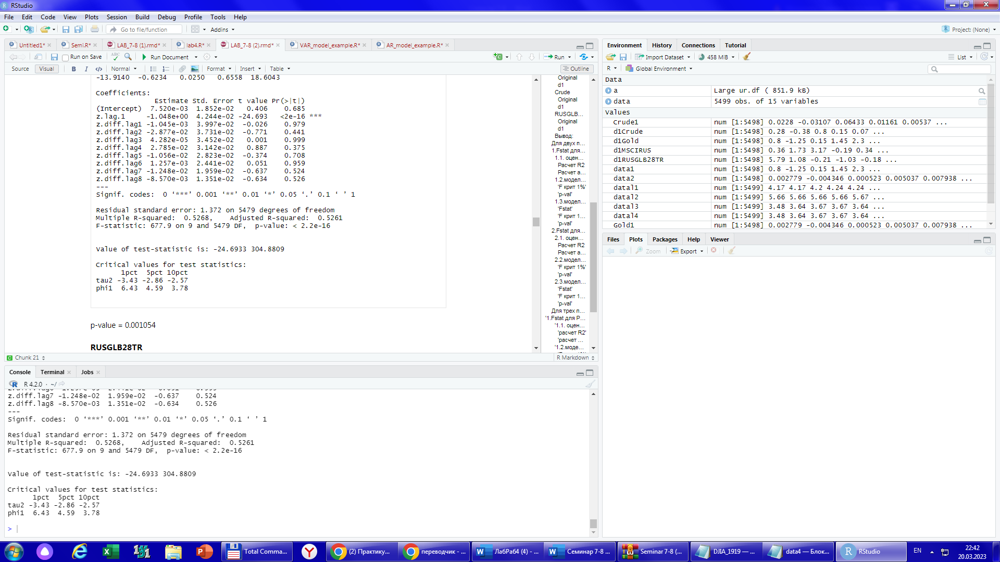 RStudio
File Edit Code View Plots Session Build Debug Profile Tools Help
Go to file/function Addins Project: (None)
Untitled1* Semi.R* LAB_7-8 (1).rmd* lab4.R* LAB_7-8 (2).rmd* VAR_model_example.R* AR_model_example.R*
Run on Save ABC Run Document Run
Source Visual B I </> Normal Format Insert Table Outline
-13.9140 -0.6234 0.0250 0.6558 18.6043
Coefficients:
Estimate Std. Error t value Pr(>|t|)
(Intercept) 7.520e-03 1.852e-02 0.406 0.685
z.lag.1 -1.048e+00 4.244e-02 -24.693 <2e-16 ***
z.diff.lag1 -1.045e-03 3.997e-02 -0.026 0.979
z.diff.lag2 -2.877e-02 3.731e-02 -0.771 0.441
z.diff.lag3 4.282e-05 3.452e-02 0.001 0.999
z.diff.lag4 2.785e-02 3.142e-02 0.887 0.375
z.diff.lag5 -1.056e-02 2.823e-02 -0.374 0.708
z.diff.lag6 1.257e-03 2.441e-02 0.051 0.959
z.diff.lag7 -1.248e-02 1.959e-02 -0.637 0.524
z.diff.lag8 -8.570e-03 1.351e-02 -0.634 0.526
---
Signif. codes: 0 ‘***’ 0.001 ‘**’ 0.01 ‘*’ 0.05 ‘.’ 0.1 ‘ ’ 1
Residual standard error: 1.372 on 5479 degrees of freedom
Multiple R-squared: 0.5268, Adjusted R-squared: 0.5261
F-statistic: 677.9 on 9 and 5479 DF, p-value: < 2.2e-16
Value of test-statistic is: -24.6933 304.8809
Critical values for test statistics:
1pct 5pct 10pct
tau2 -3.43 -2.86 -2.57
phi1 6.43 4.59 3.78
p-value = 0.001054
RUSGLB28TR
Chunk 21 R Markdown
Original
d1
Crude
Original
d1
RUSGLB...
Original
d1
Вывод:
Для двух п...
1.Fstat для...
1.1. оцен...
Расчет R2
Расчет а...
1.2.модел...
'F крит 1%'
'p-val'
1.3.модел...
'Fstat'
'F крит 1...
'p-val'
2.Fstat для...
2.1. оцен...
Расчет R2
Расчет а...
2.2.модел...
'F крит 1%'
'p-val'
2.3.модел...
'Fstat'
'F крит 1...
'p-val'
Для трех п...
'1.Fstat для Р...
'1.1. оцен...
'расчет R2'
'расчет ...
'1.2.моде...
Console Terminal Jobs
R 4.2.0 · ~/
z.diff.lag7 -1.248e-02 1.959e-02 -0.637 0.524
z.diff.lag8 -8.570e-03 1.351e-02 -0.634 0.526
---
Signif. codes: 0 ‘***’ 0.001 ‘**’ 0.01 ‘*’ 0.05 ‘.’ 0.1 ‘ ’ 1
Residual standard error: 1.372 on 5479 degrees of freedom
Multiple R-squared: 0.5268, Adjusted R-squared: 0.5261
F-statistic: 677.9 on 9 and 5479 DF, p-value: < 2.2e-16
Value of test-statistic is: -24.6933 304.8809
Critical values for test statistics:
1pct 5pct 10pct
tau2 -3.43 -2.86 -2.57
phi1 6.43 4.59 3.78
>
Environment History Connections Tutorial
Import Dataset 458 MiB List
R Global Environment
Data
a Large ur.df ( 851.9 kB)
data 5499 obs. of 15 variables
Values
Crude1 num [1:5498] 0.0228 -0.03107 0.06433 0.01161 0.00537 ...
d1Crude num [1:5498] 0.28 -0.38 0.8 0.15 0.07 ...
d1Gold num [1:5498] 0.8 -1.25 0.15 1.45 2.3 ...
d1MSCIRUS num [1:5498] 0.36 1.73 3.17 -0.19 0.34 ...
d1RUSGLB28TR num [1:5498] 5.79 1.08 -0.21 -1.03 -0.18 ...
data1 num [1:5498] 0.8 -1.25 0.15 1.45 2.3 ...
data2 num [1:5498] 0.002779 -0.004346 0.000523 0.005037 0.007938 ...
datal1 num [1:5499] 4.17 4.17 4.2 4.24 4.24 ...
datal2 num [1:5499] 5.66 5.66 5.66 5.66 5.67 ...
datal3 num [1:5499] 3.48 3.64 3.67 3.67 3.64 ...
datal4 num [1:5499] 3.48 3.64 3.67 3.67 3.64 ...
Gold1 num [1:5498] 0.002779 -0.004346 0.000523 0.005037 0.007938 ...
Files Plots Packages Help Viewer
Zoom Export
Total Comma... (2) Практику... переводчик - ... ЛабРаб4 (4) - ... Семинар 7-8 ... Seminar 7-8 (... DJIA_1919 — ... data4 — Блок... RStudio EN 22:42
20.03.2023